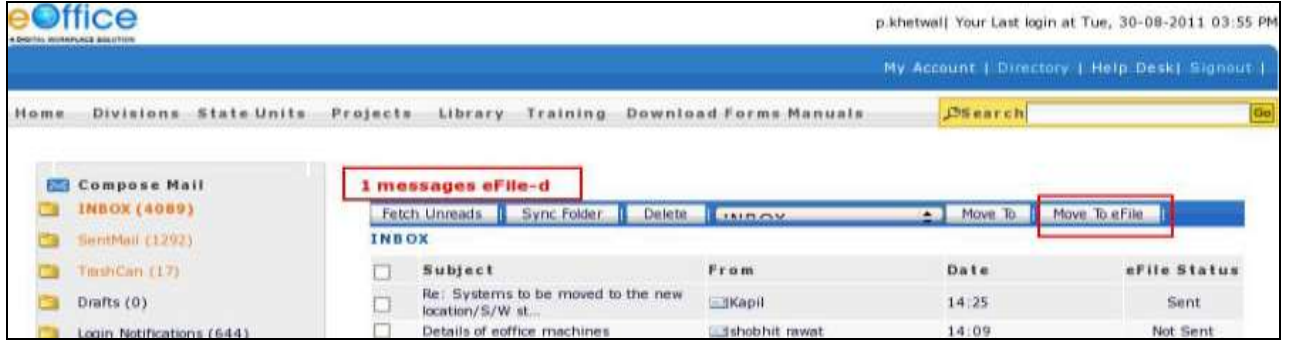 eOffice
A DIGITAL WORKPLACE SOLUTION
p.khetwal| Your Last login at Tue, 30-08-2011 03:55 PM
My Account | Directory | Help Desk| Signout |
Home Divisions State Units Projects Library Training Download Forms Manuals Search Go
Compose Mail
INBOX (4089)
SentMail (1292)
TrashCan (17)
Drafts (0)
Login Notifications (644)
1 messages eFile-d
Fetch Unreads Sync Folder Delete INBOX Move To Move To eFile
INBOX
Subject From Date eFile Status
Re: Systems to be moved to the new
location/S/W st... Kapil 14:25 Sent
Details of eoffice machines shobhit rawat 14:09 Not Sent